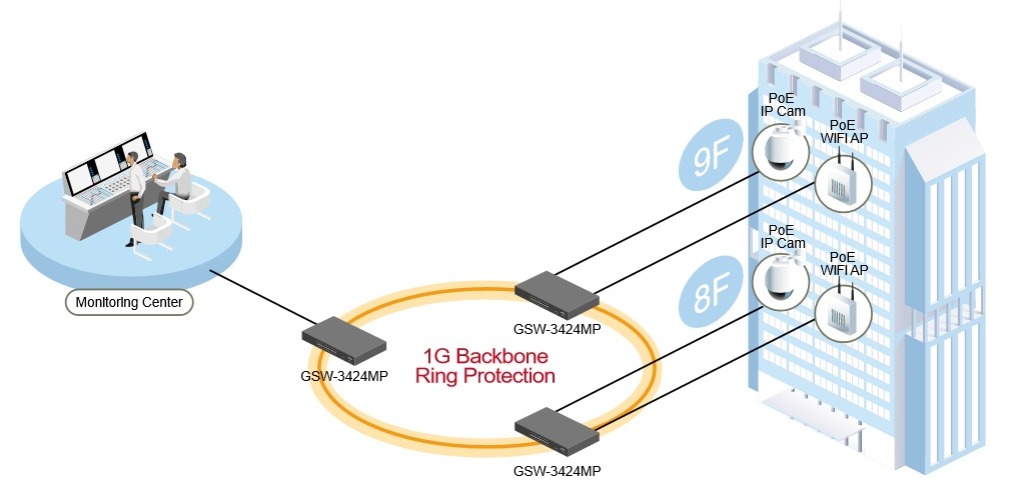 PoE
IP Cam
PoE
WIFI AP
9F
PoE
IP Cam
PoE
WIFI AP
8F
Monitoring Center
GSW-3424MP
GSW-3424MP
1G Backbone
Ring Protection
GSW-3424MP